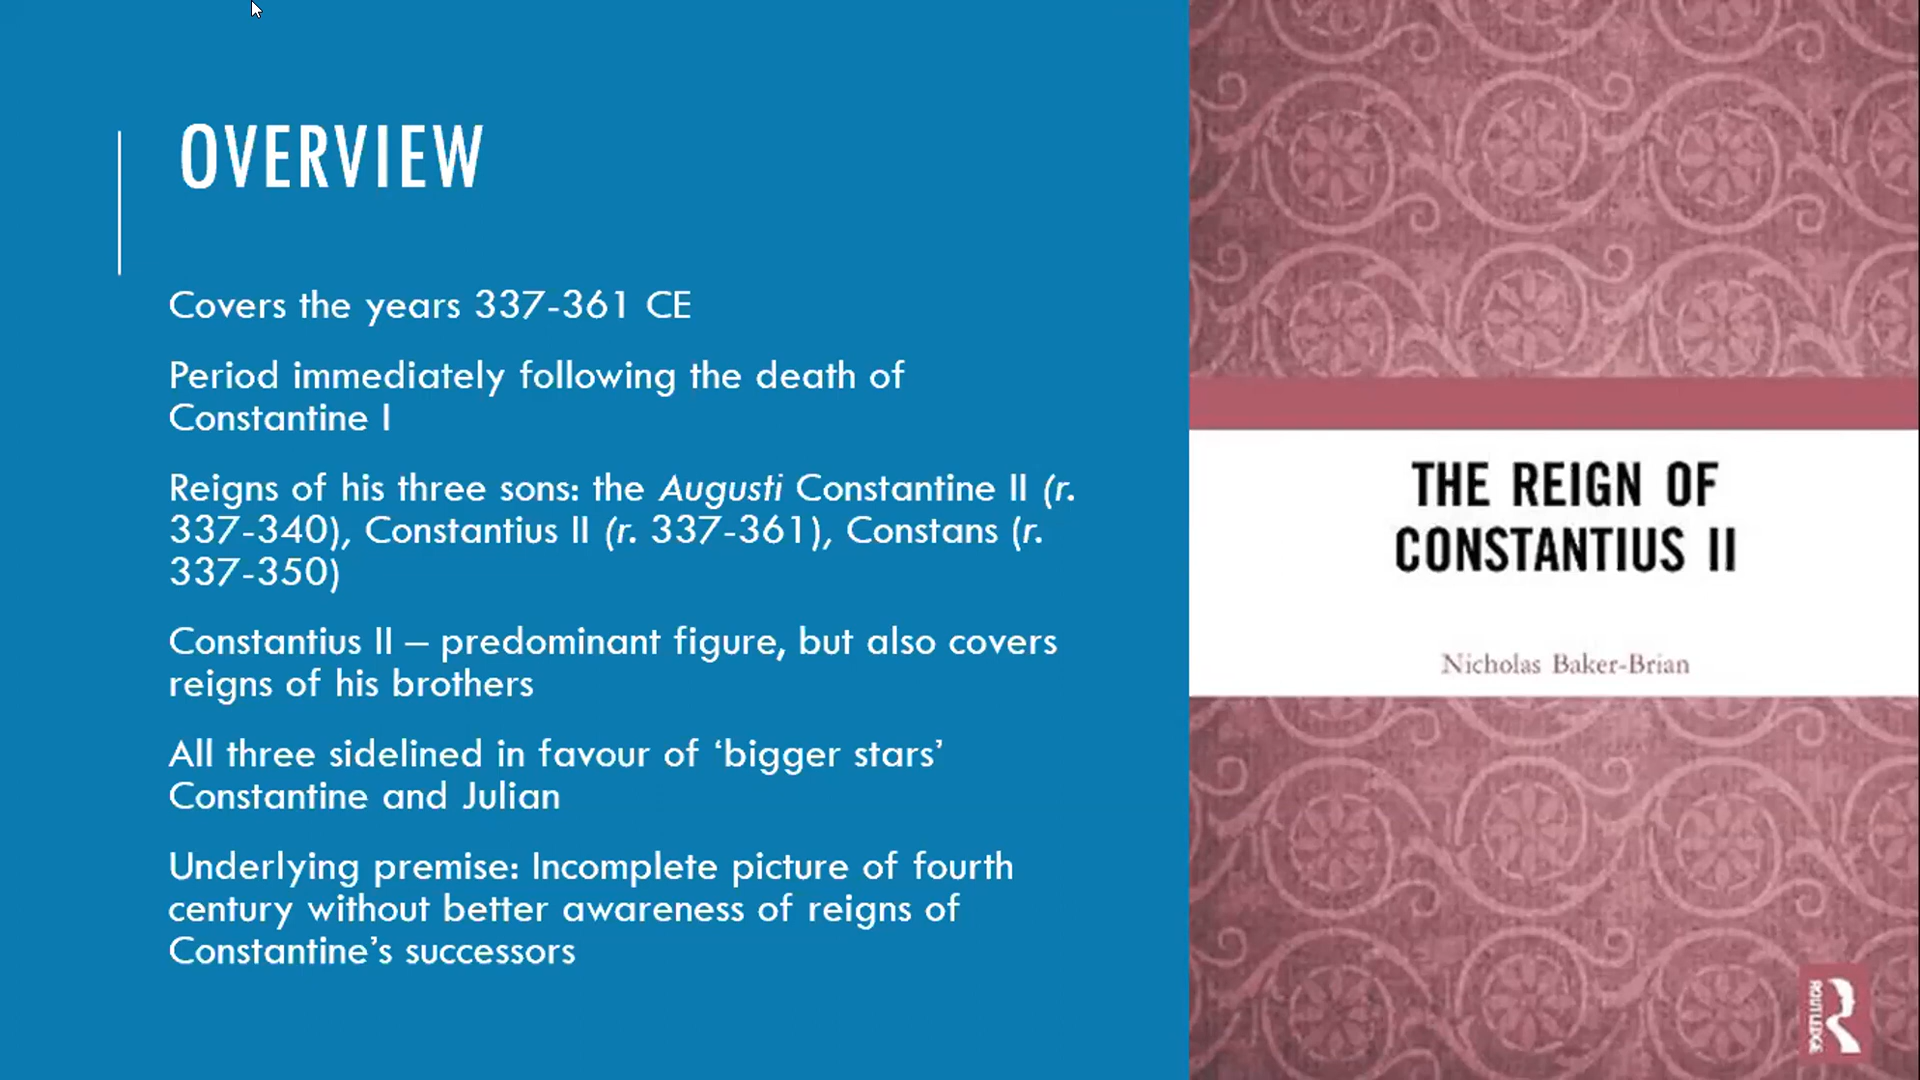 OVERVIEW
Covers the years 337-361 CE
Period immediately following the death of
Constantine I
Reigns of his three sons: the Augusti Constantine II (r.
337-340), Constantius II (r. 337-361), Constans (r.
337-350)
Constantius II – predominant figure, but also covers
reigns of his brothers
All three sidelined in favour of ‘bigger stars’
Constantine and Julian
Underlying premise: Incomplete picture of fourth
century without better awareness of reigns of
Constantine’s successors
THE REIGN OF
CONSTANTIUS II
Nicholas Baker-Brian
ROUTLEDGE